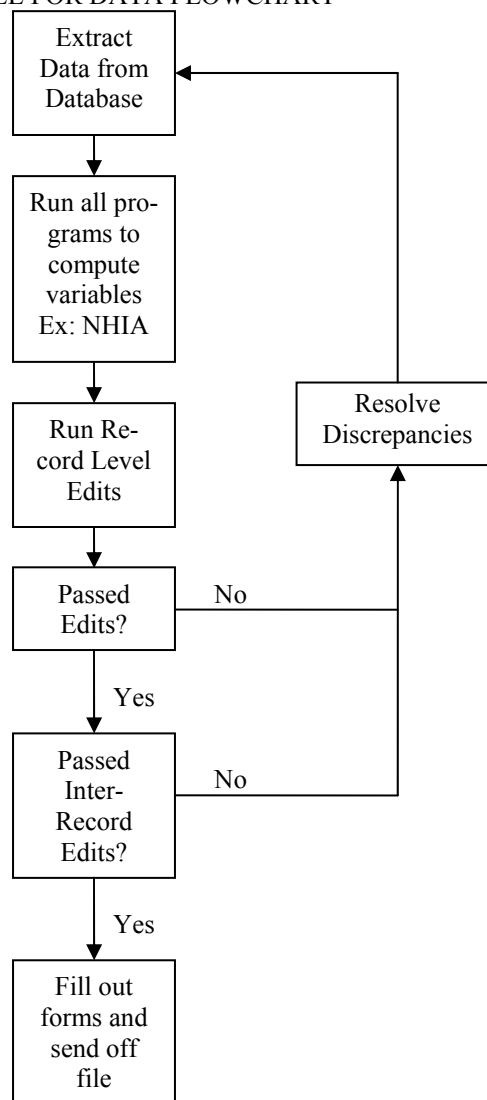 FOR DATA FLOWCHART
Extract
Data from
Database
Run all pro-
grams to
compute
variables
Ex: NHIA
Run Re-
cord Level
Edits
Resolve
Discrepancies
Passed
Edits?
No
Yes
Passed
Inter-
Record
Edits?
No
Yes
Fill out
forms and
send off
file